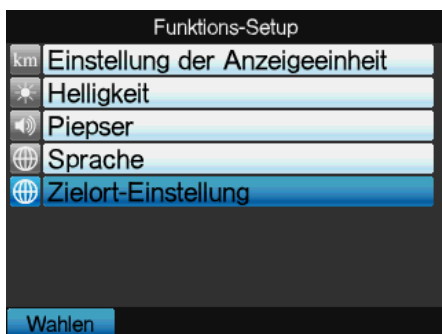 Funktions-Setup
km Einstellung der Anzeigeeinheit
Helligkeit
Piepser
Sprache
Zielort-Einstellung
Wahlen